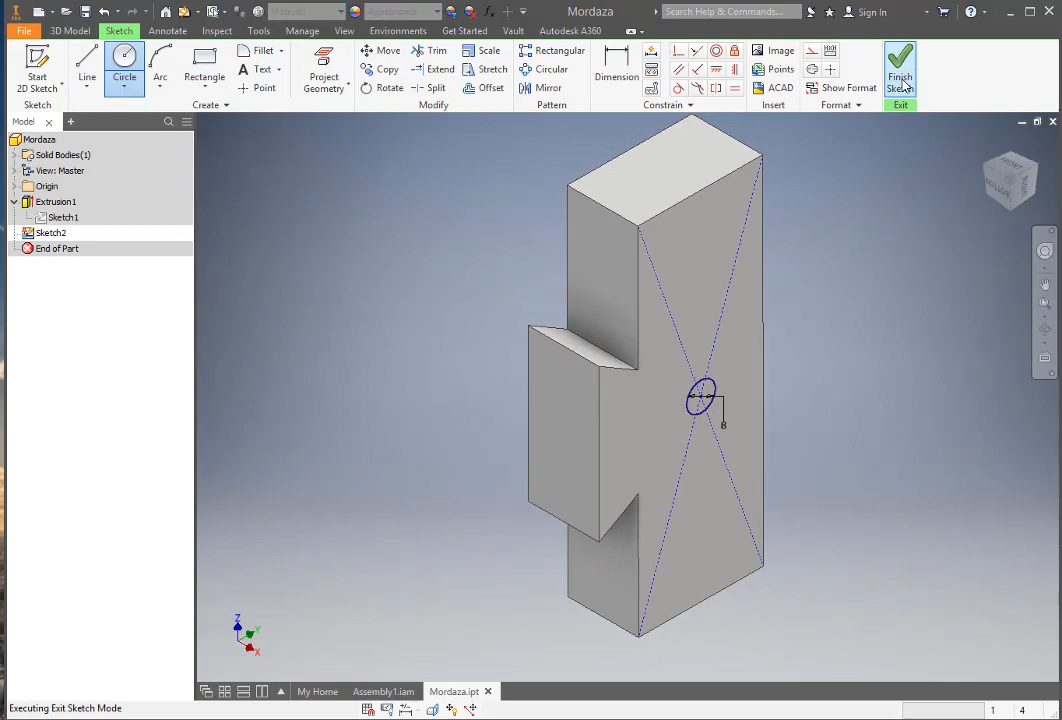 Material Appearance Mordaza Search Help & Commands... Sign In
PRO
File 3D Model Sketch Annotate Inspect Tools Manage View Environments Get Started Vault Autodesk A360
Start 2D Sketch Line Circle Arc Rectangle Fillet Text Point Project Geometry Move Copy Rotate Trim Extend Split Scale Stretch Offset Rectangular Circular Mirror Dimension Image Points ACAD Show Format Finish Sketch
Sketch Create Modify Pattern Constrain Insert Format Exit
Model
Mordaza
Solid Bodies(1)
View: Master
Origin
Extrusion1
Sketch1
Sketch2
End of Part
FRONT
8
Z
Y
X
My Home Assembly1.iam Mordaza.ipt
Executing Exit Sketch Mode 1 4